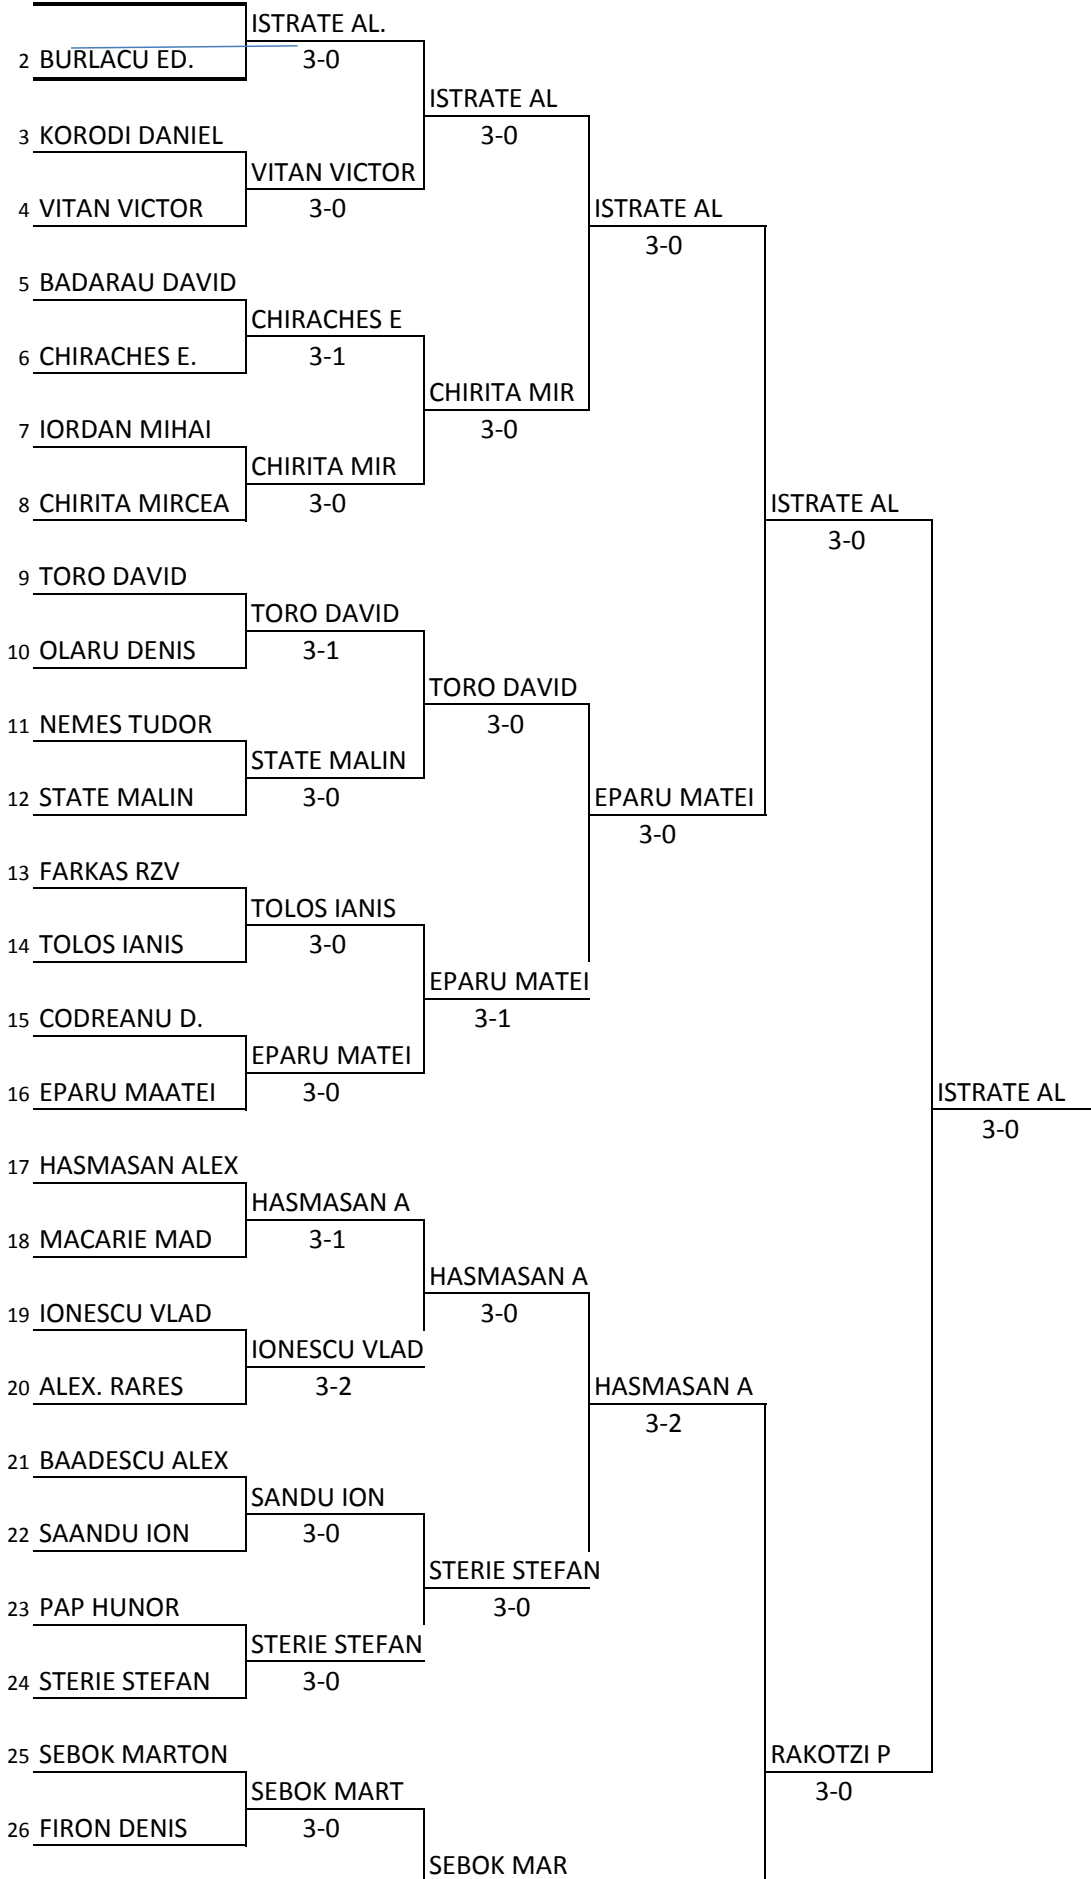 ISTRATE AL.
2 BURLACU ED.
3-0
ISTRATE AL
3 KORODI DANIEL
3-0
VITAN VICTOR
4 VITAN VICTOR
3-0
ISTRATE AL
3-0
5 BADARAU DAVID
CHIRACHES E
6 CHIRACHES E.
3-1
CHIRITA MIR
7 IORDAN MIHAI
3-0
CHIRITA MIR
8 CHIRITA MIRCEA
3-0
ISTRATE AL
3-0
9 TORO DAVID
TORO DAVID
10 OLARU DENIS
3-1
TORO DAVID
11 NEMES TUDOR
3-0
STATE MALIN
12 STATE MALIN
3-0
EPARU MATEI
3-0
13 FARKAS RZV
TOLOS IANIS
14 TOLOS IANIS
3-0
EPARU MATEI
15 CODREANU D.
3-1
EPARU MATEI
16 EPARU MAATEI
3-0
ISTRATE AL
3-0
17 HASMASAN ALEX
HASMASAN A
18 MACARIE MAD
3-1
HASMASAN A
19 IONESCU VLAD
3-0
IONESCU VLAD
20 ALEX. RARES
3-2
HASMASAN A
3-2
21 BAADESCU ALEX
SANDU ION
22 SAANDU ION
3-0
STERIE STEFAN
23 PAP HUNOR
3-0
STERIE STEFAN
24 STERIE STEFAN
3-0
25 SEBOK MARTON
RAKOTZI P
3-0
SEBOK MART
26 FIRON DENIS
3-0
SEBOK MAR